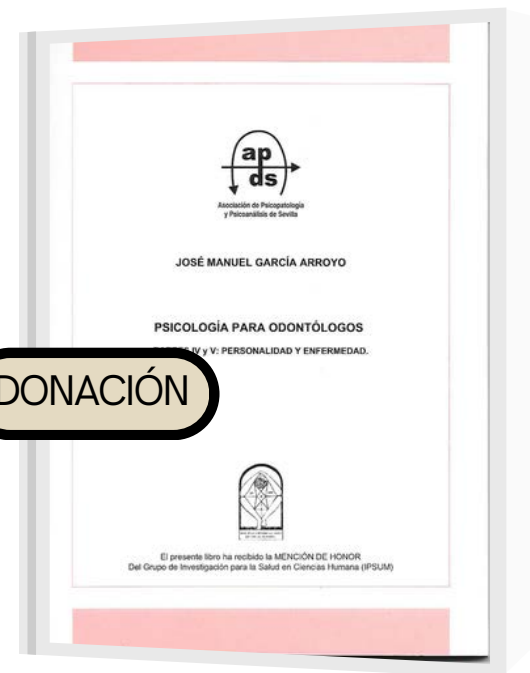 ap
ds
Asociación de Psicopatología
y Psicoanálisis de Sevilla
JOSÉ MANUEL GARCÍA ARROYO
PSICOLOGÍA PARA ODONTÓLOGOS
IV y V: PERSONALIDAD Y ENFERMEDAD.
DONACIÓN
El presente libro ha recibido la MENCIÓN DE HONOR
Del Grupo de Investigación para la Salud en Ciencias Humana (IPSUM)